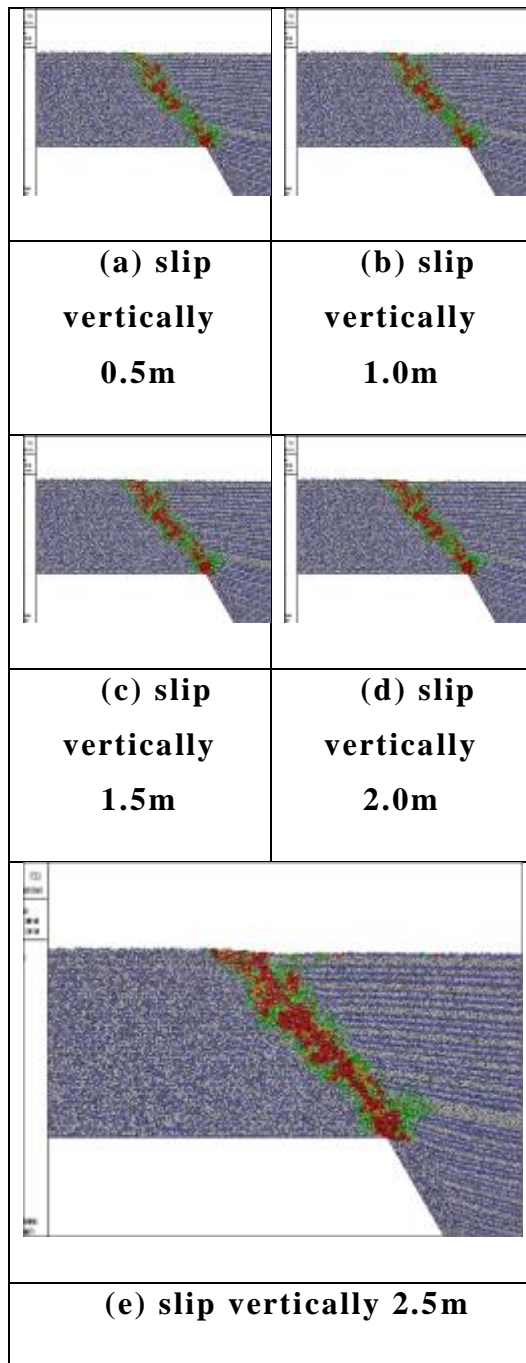 (a) slip
vertically
0.5m
(b) slip
vertically
1.0m
(c) slip
vertically
1.5m
(d) slip
vertically
2.0m
(e) slip vertically 2.5m